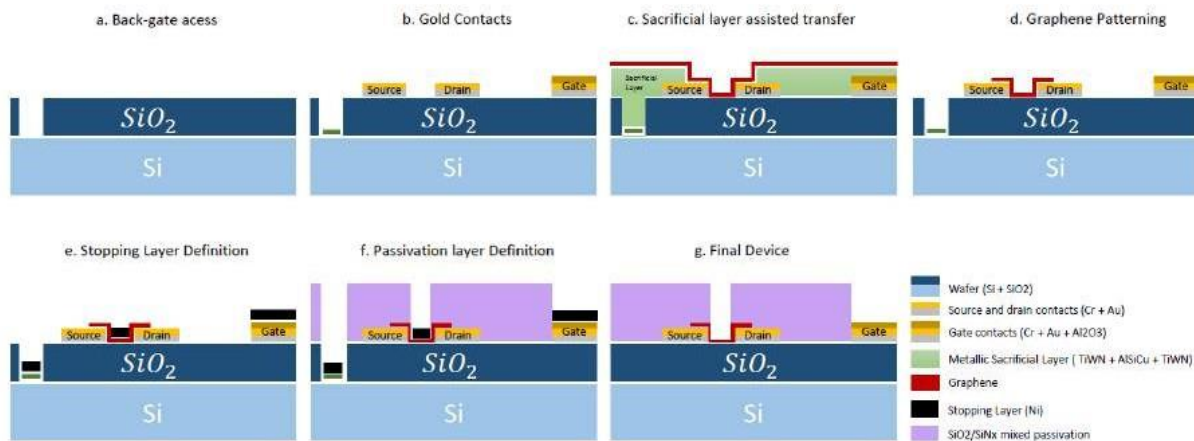 a. Back-gate acess
b. Gold Contacts
c. Sacrificial layer assisted transfer
d. Graphene Patterning
SiO₂
Si
Source
Drain
Gate
SiO₂
Si
Sacrificial
Layer
Source
Drain
Gate
SiO₂
Si
Source
Drain
Gate
SiO₂
Si
e. Stopping Layer Definition
f. Passivation layer Definition
g. Final Device
Source
Drain
Gate
SiO₂
Si
Source
Drain
Gate
SiO₂
Si
Source
Drain
Gate
SiO₂
Si
Wafer (Si + SiO2)
Source and drain contacts (Cr + Au)
Gate contacts (Cr + Au + Al2O3)
Metallic Sacrificial Layer ( TiWN + AlSiCu + TiWN)
Graphene
Stopping Layer (Ni)
SiO2/SiNx mixed passivation